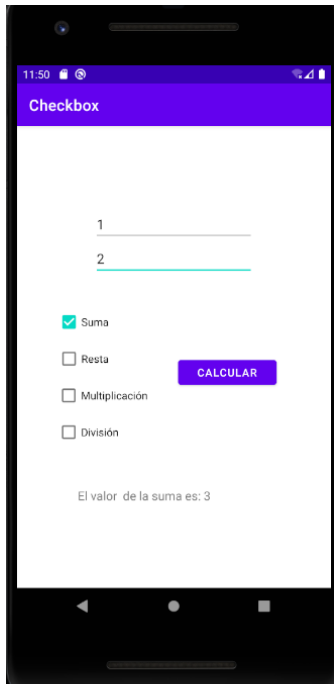 11:50
Checkbox
1
2
Suma
Resta
CALCULAR
Multiplicación
División
El valor  de la suma es: 3